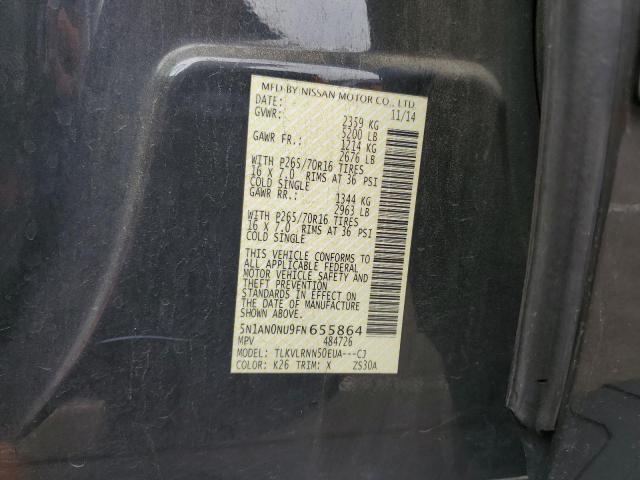 MFD BY NISSAN MOTOR CO., LTD.
DATE: 11/14
GVWR: 2359 KG
5200 LB
GAWR FR.: 1214 KG
2676 LB
WITH P265/70R16 TIRES
16 X 7.0 RIMS AT 36 PSI
COLD SINGLE
GAWR RR.: 1344 KG
2963 LB
WITH P265/70R16 TIRES
16 X 7.0 RIMS AT 36 PSI
COLD SINGLE
THIS VEHICLE CONFORMS TO
ALL APPLICABLE FEDERAL
MOTOR VEHICLE SAFETY AND
THEFT PREVENTION
STANDARDS IN EFFECT ON
THE DATE OF MANUFACTURE
SHOWN ABOVE.
5N1AN0NU9FN655864
MPV 484726
TLKVLRNN50EUA---CJ
COLOR: K26 TRIM: X ZS30A